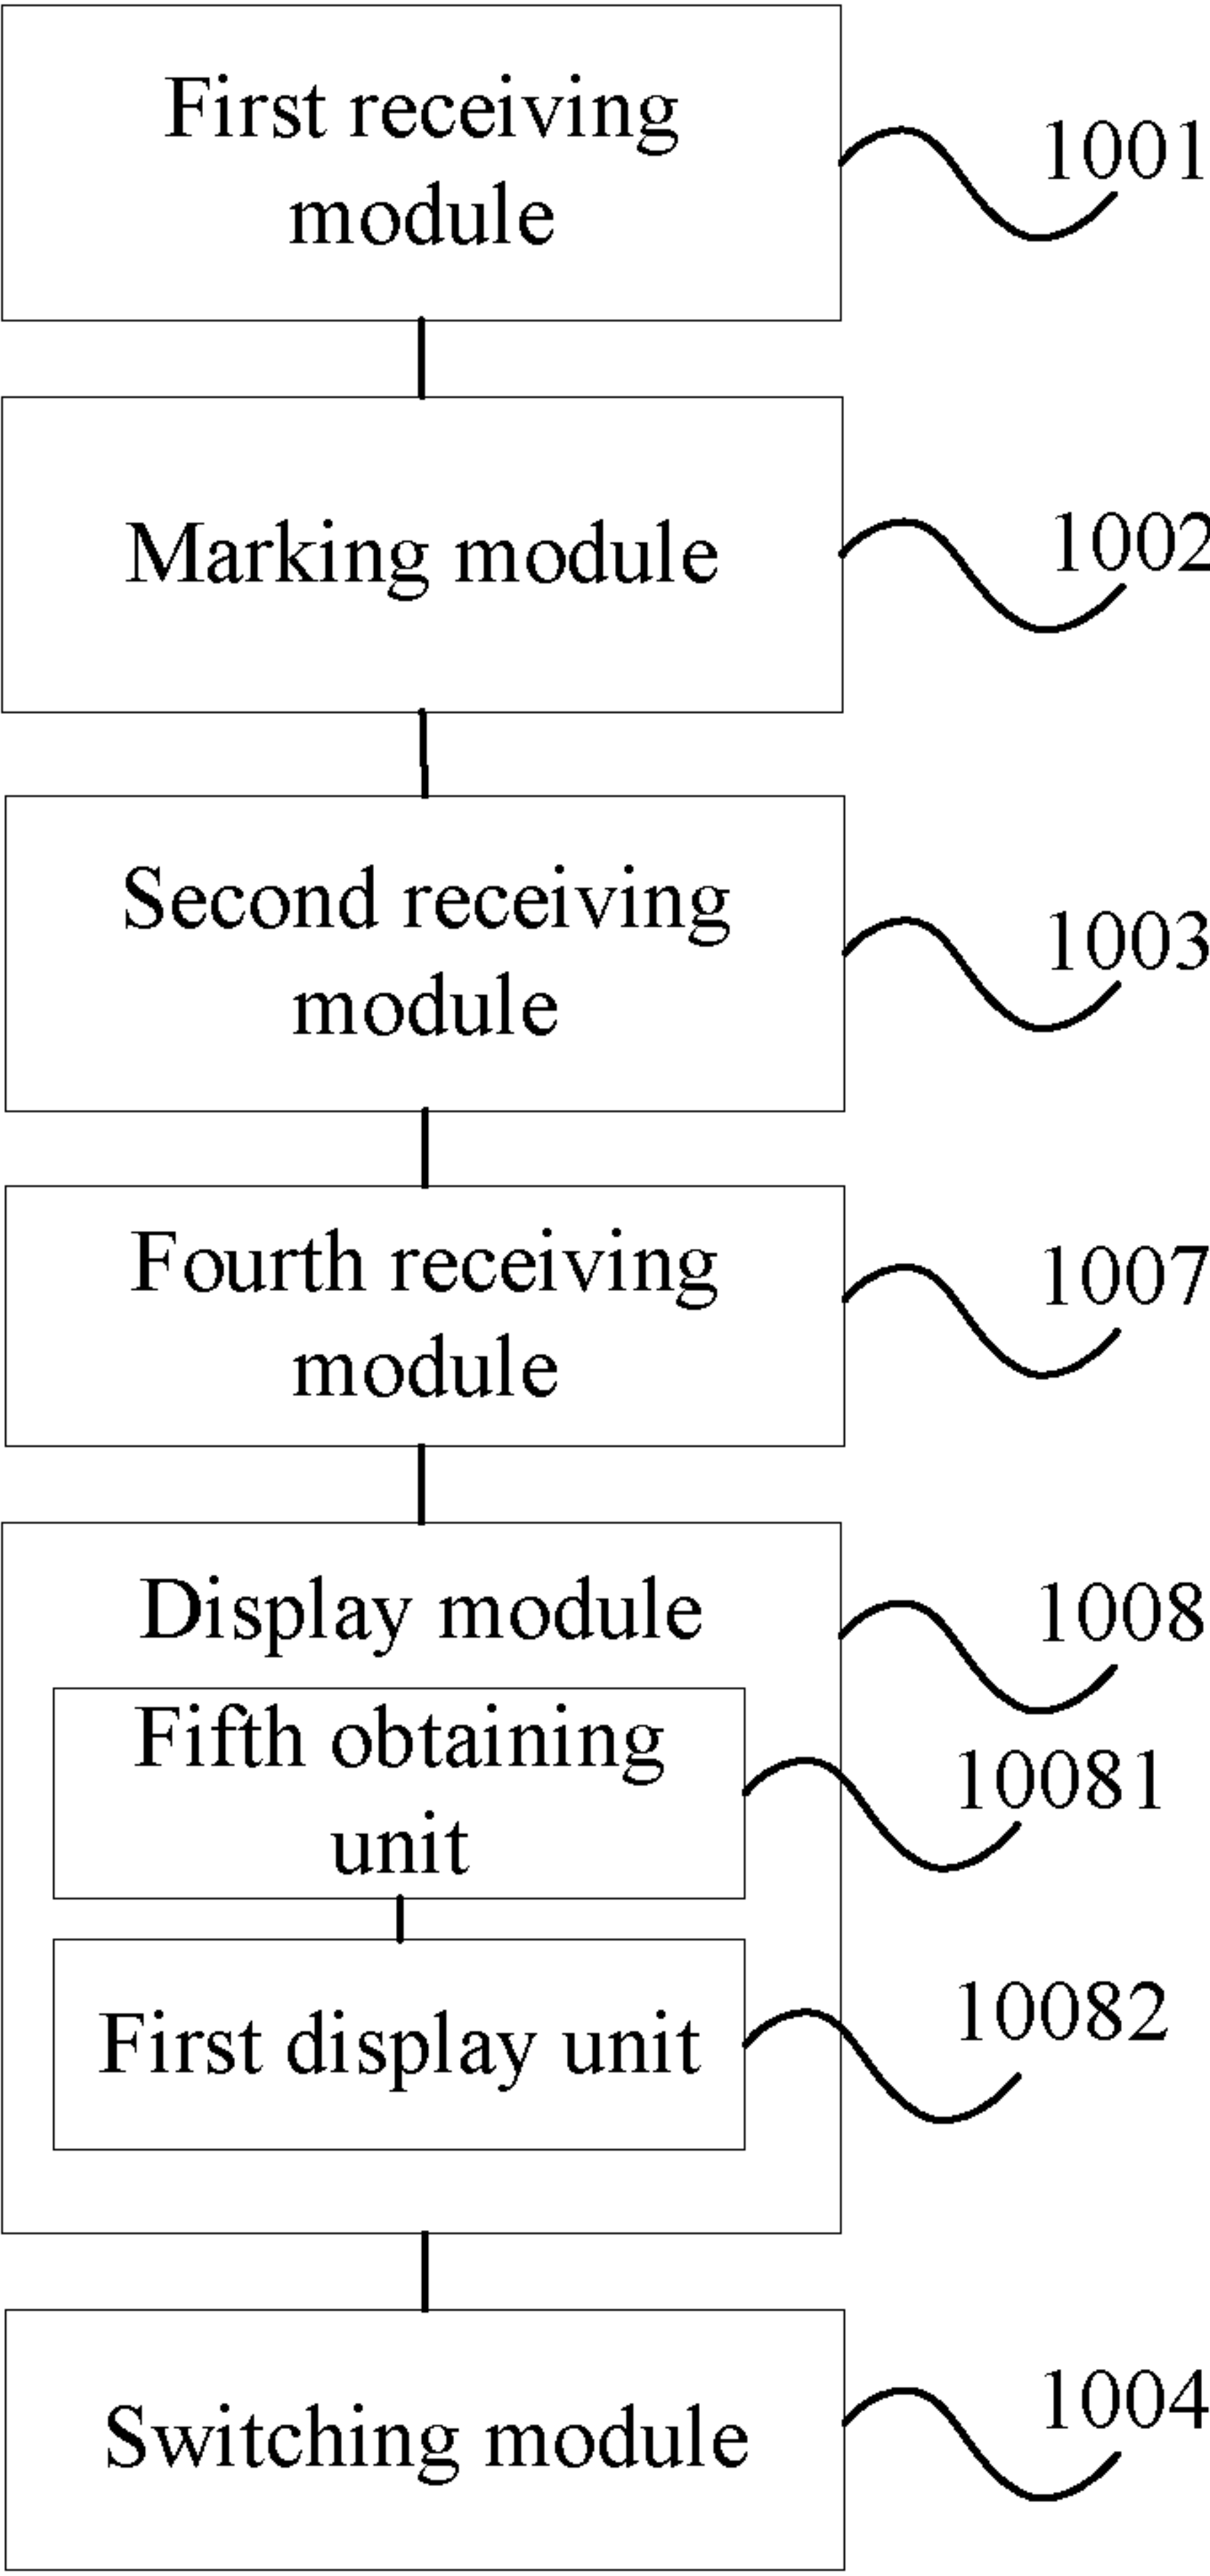 First receiving
module
1001
Marking module
1002
Second receiving
module
1003
Fourth receiving
module
1007
Display module
1008
Fifth obtaining
unit
10081
First display unit
10082
Switching module
1004